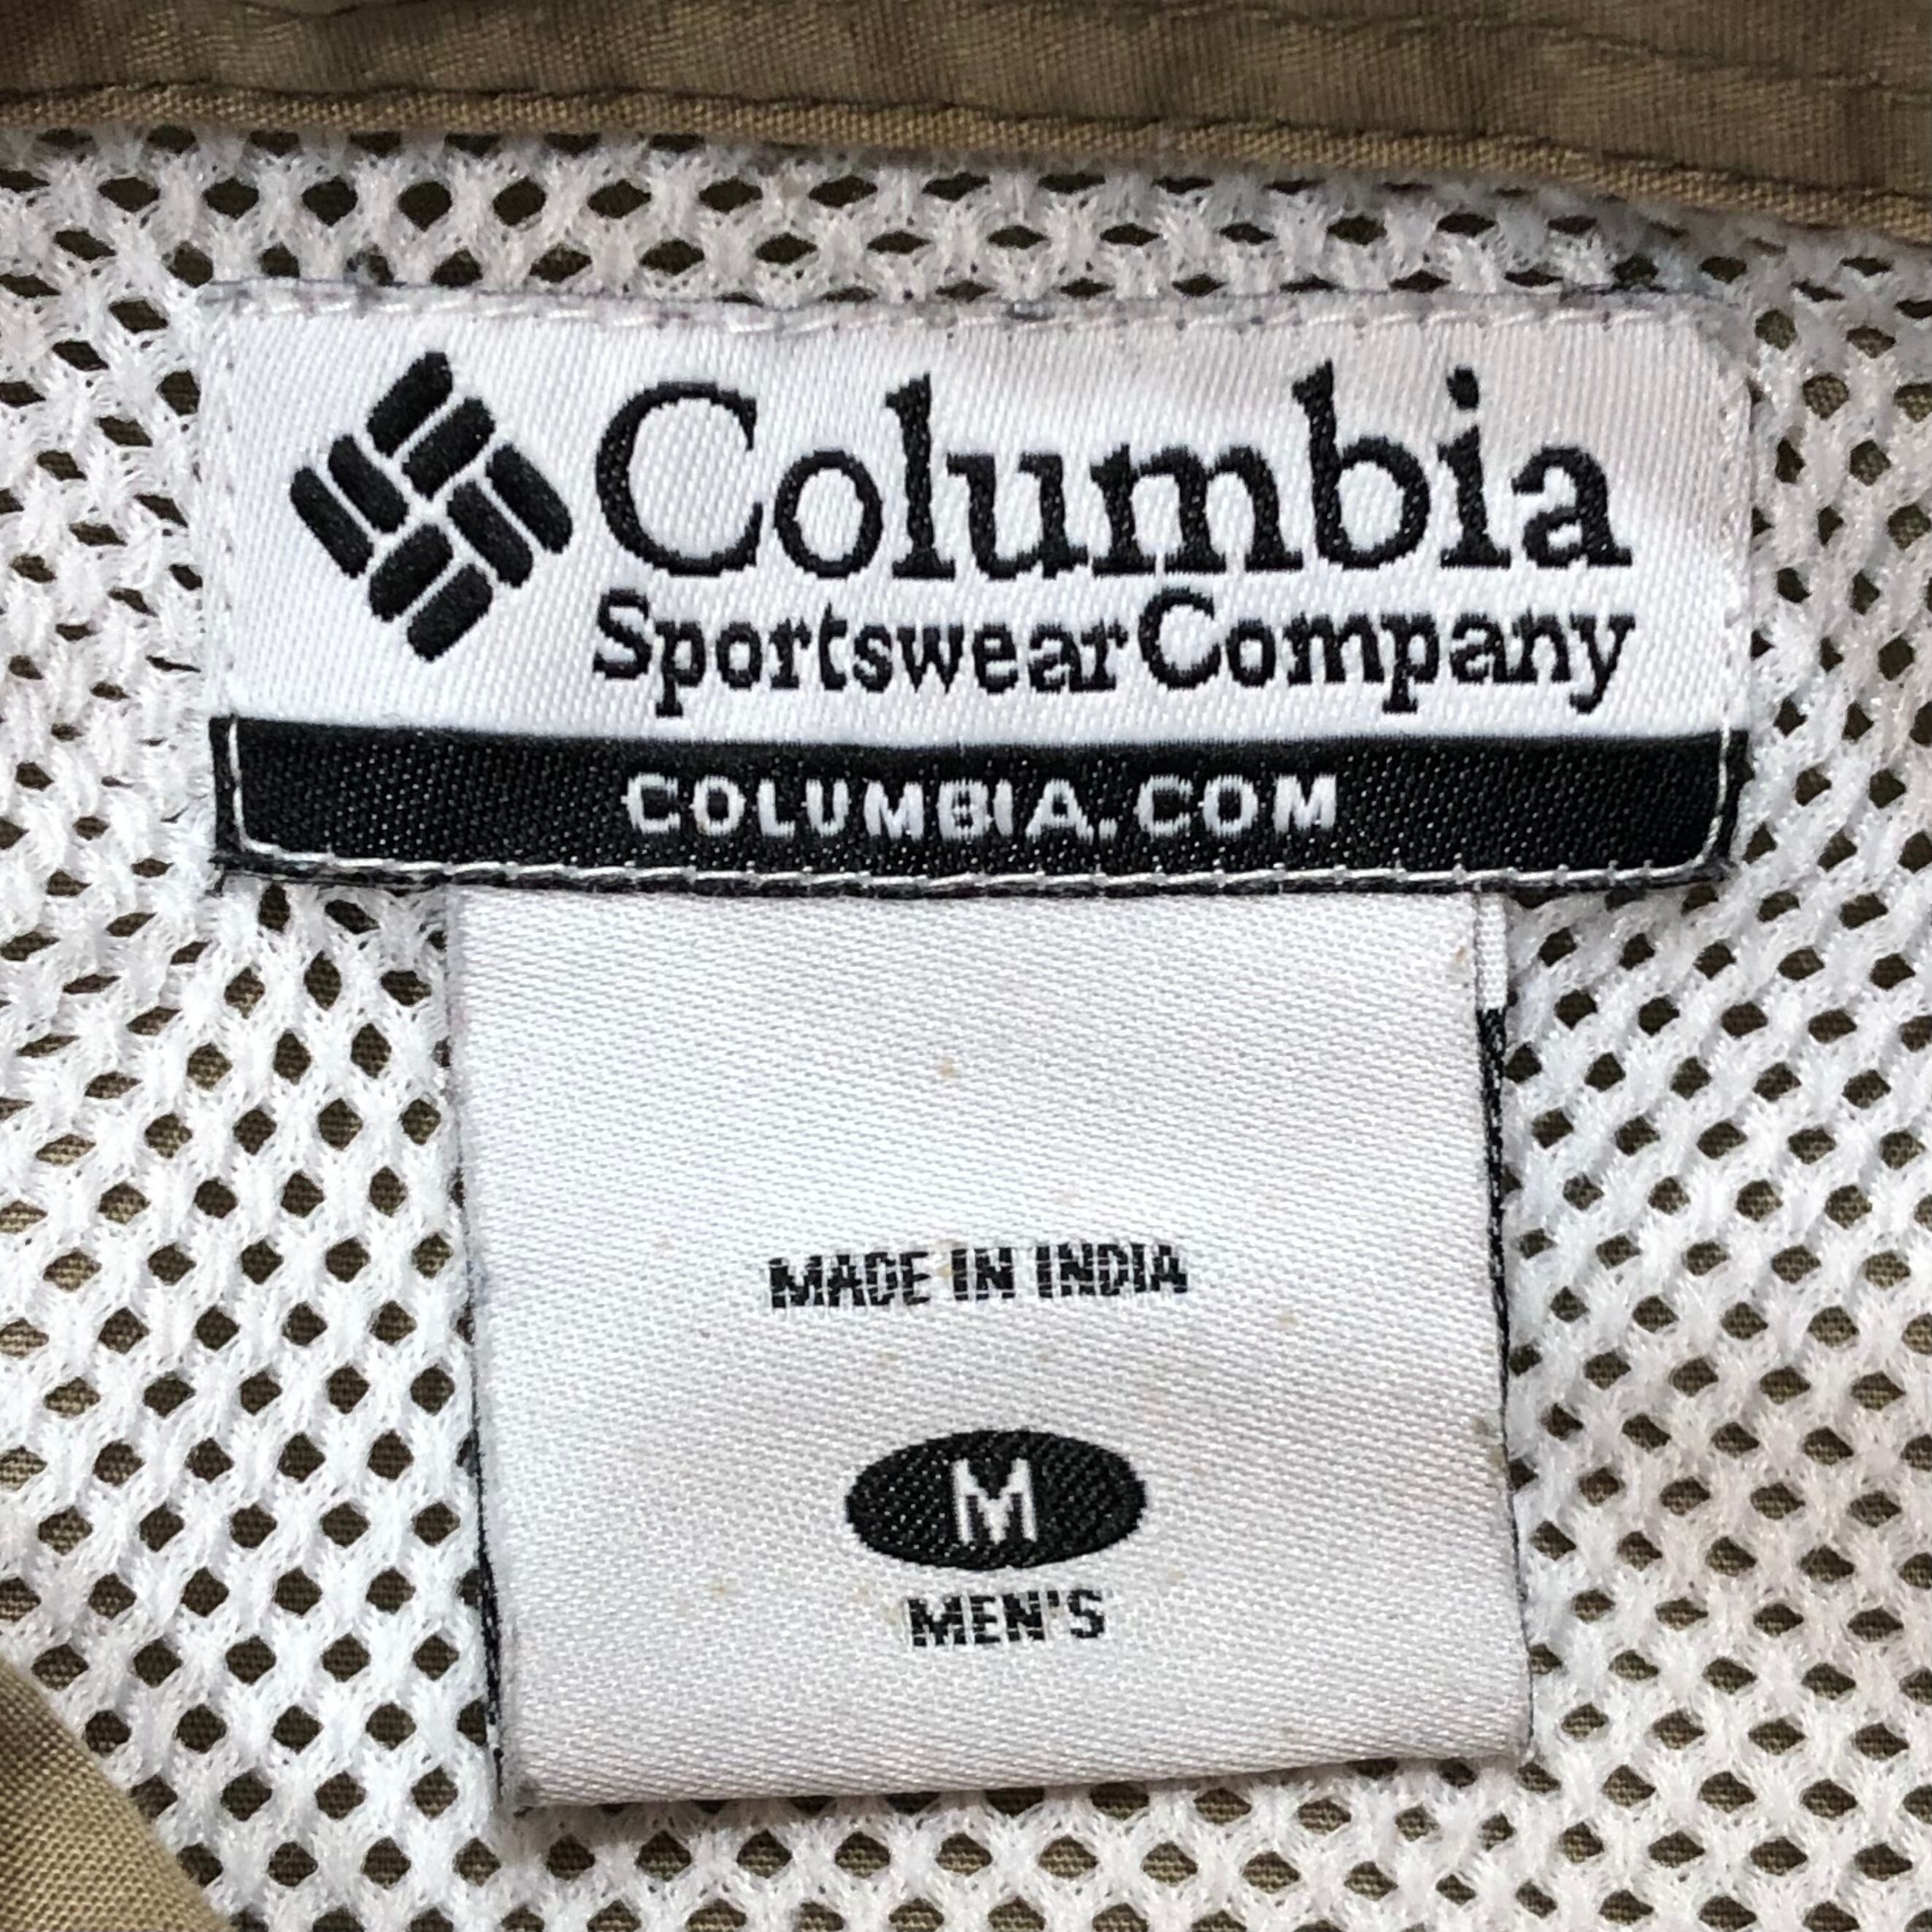 Columbia
Sportswear Company
COLUMBIA.COM
MADE IN INDIA
M
MEN'S